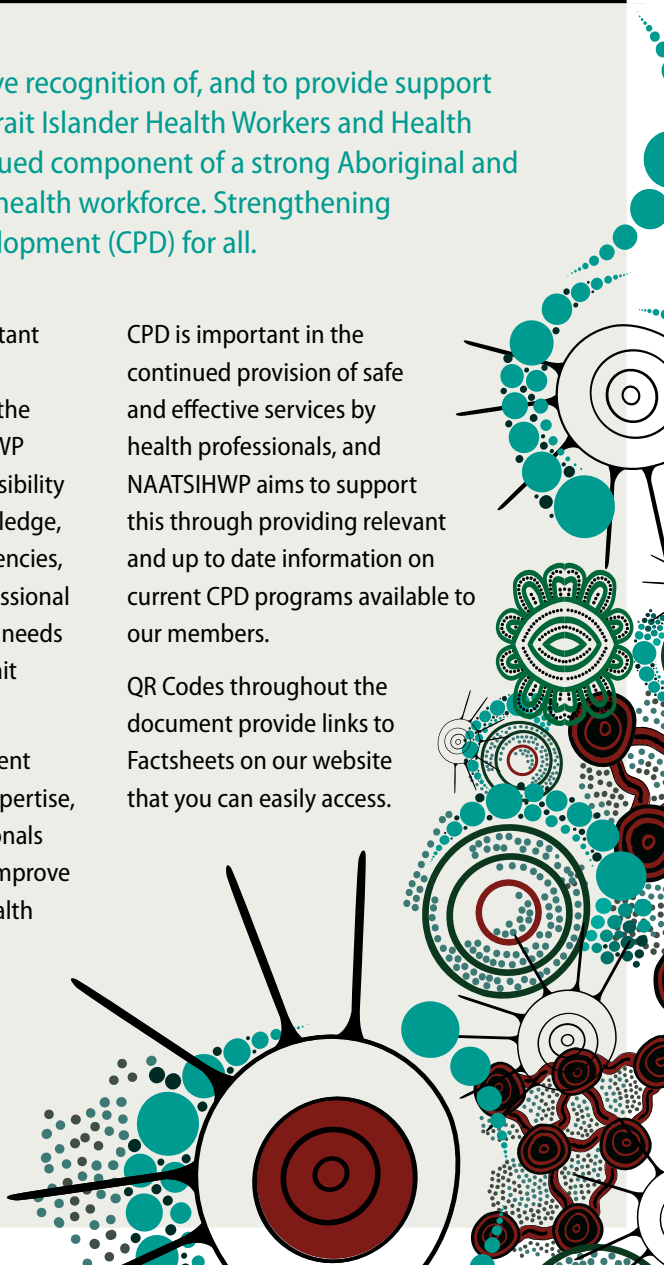 ve recognition of, and to provide support
rait Islander Health Workers and Health
ued component of a strong Aboriginal and
health workforce. Strengthening
lopment (CPD) for all.
tant
the
WP
sibility
ledge,
encies,
ssional
needs
it
ent
pertise,
onals
mprove
alth
CPD is important in the
continued provision of safe
and effective services by
health professionals, and
NAATSIHWP aims to support
this through providing relevant
and up to date information on
current CPD programs available to
our members.
QR Codes throughout the
document provide links to
Factsheets on our website
that you can easily access.